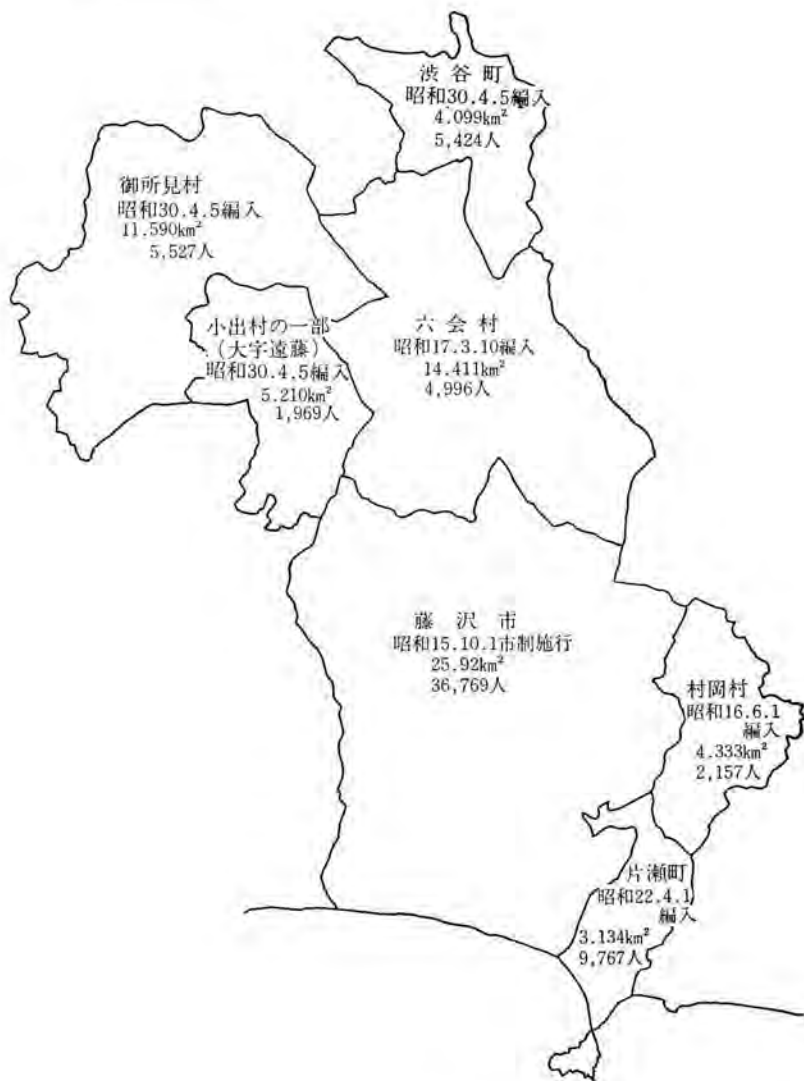 渋谷町
昭和30.4.5編入
4.099km²
5,424人
御所見村
昭和30.4.5編入
11.590km²
5,527人
小出村の一部
(大字遠藤)
昭和30.4.5編入
5.210km²
1,969人
六会村
昭和17.3.10編入
14.411km²
4,996人
藤沢市
昭和15.10.1市制施行
25.92km²
36,769人
村岡村
昭和16.6.1
編入
4.333km²
2,157人
片瀬町
昭和22.4.1
編入
3.134km²
9,767人